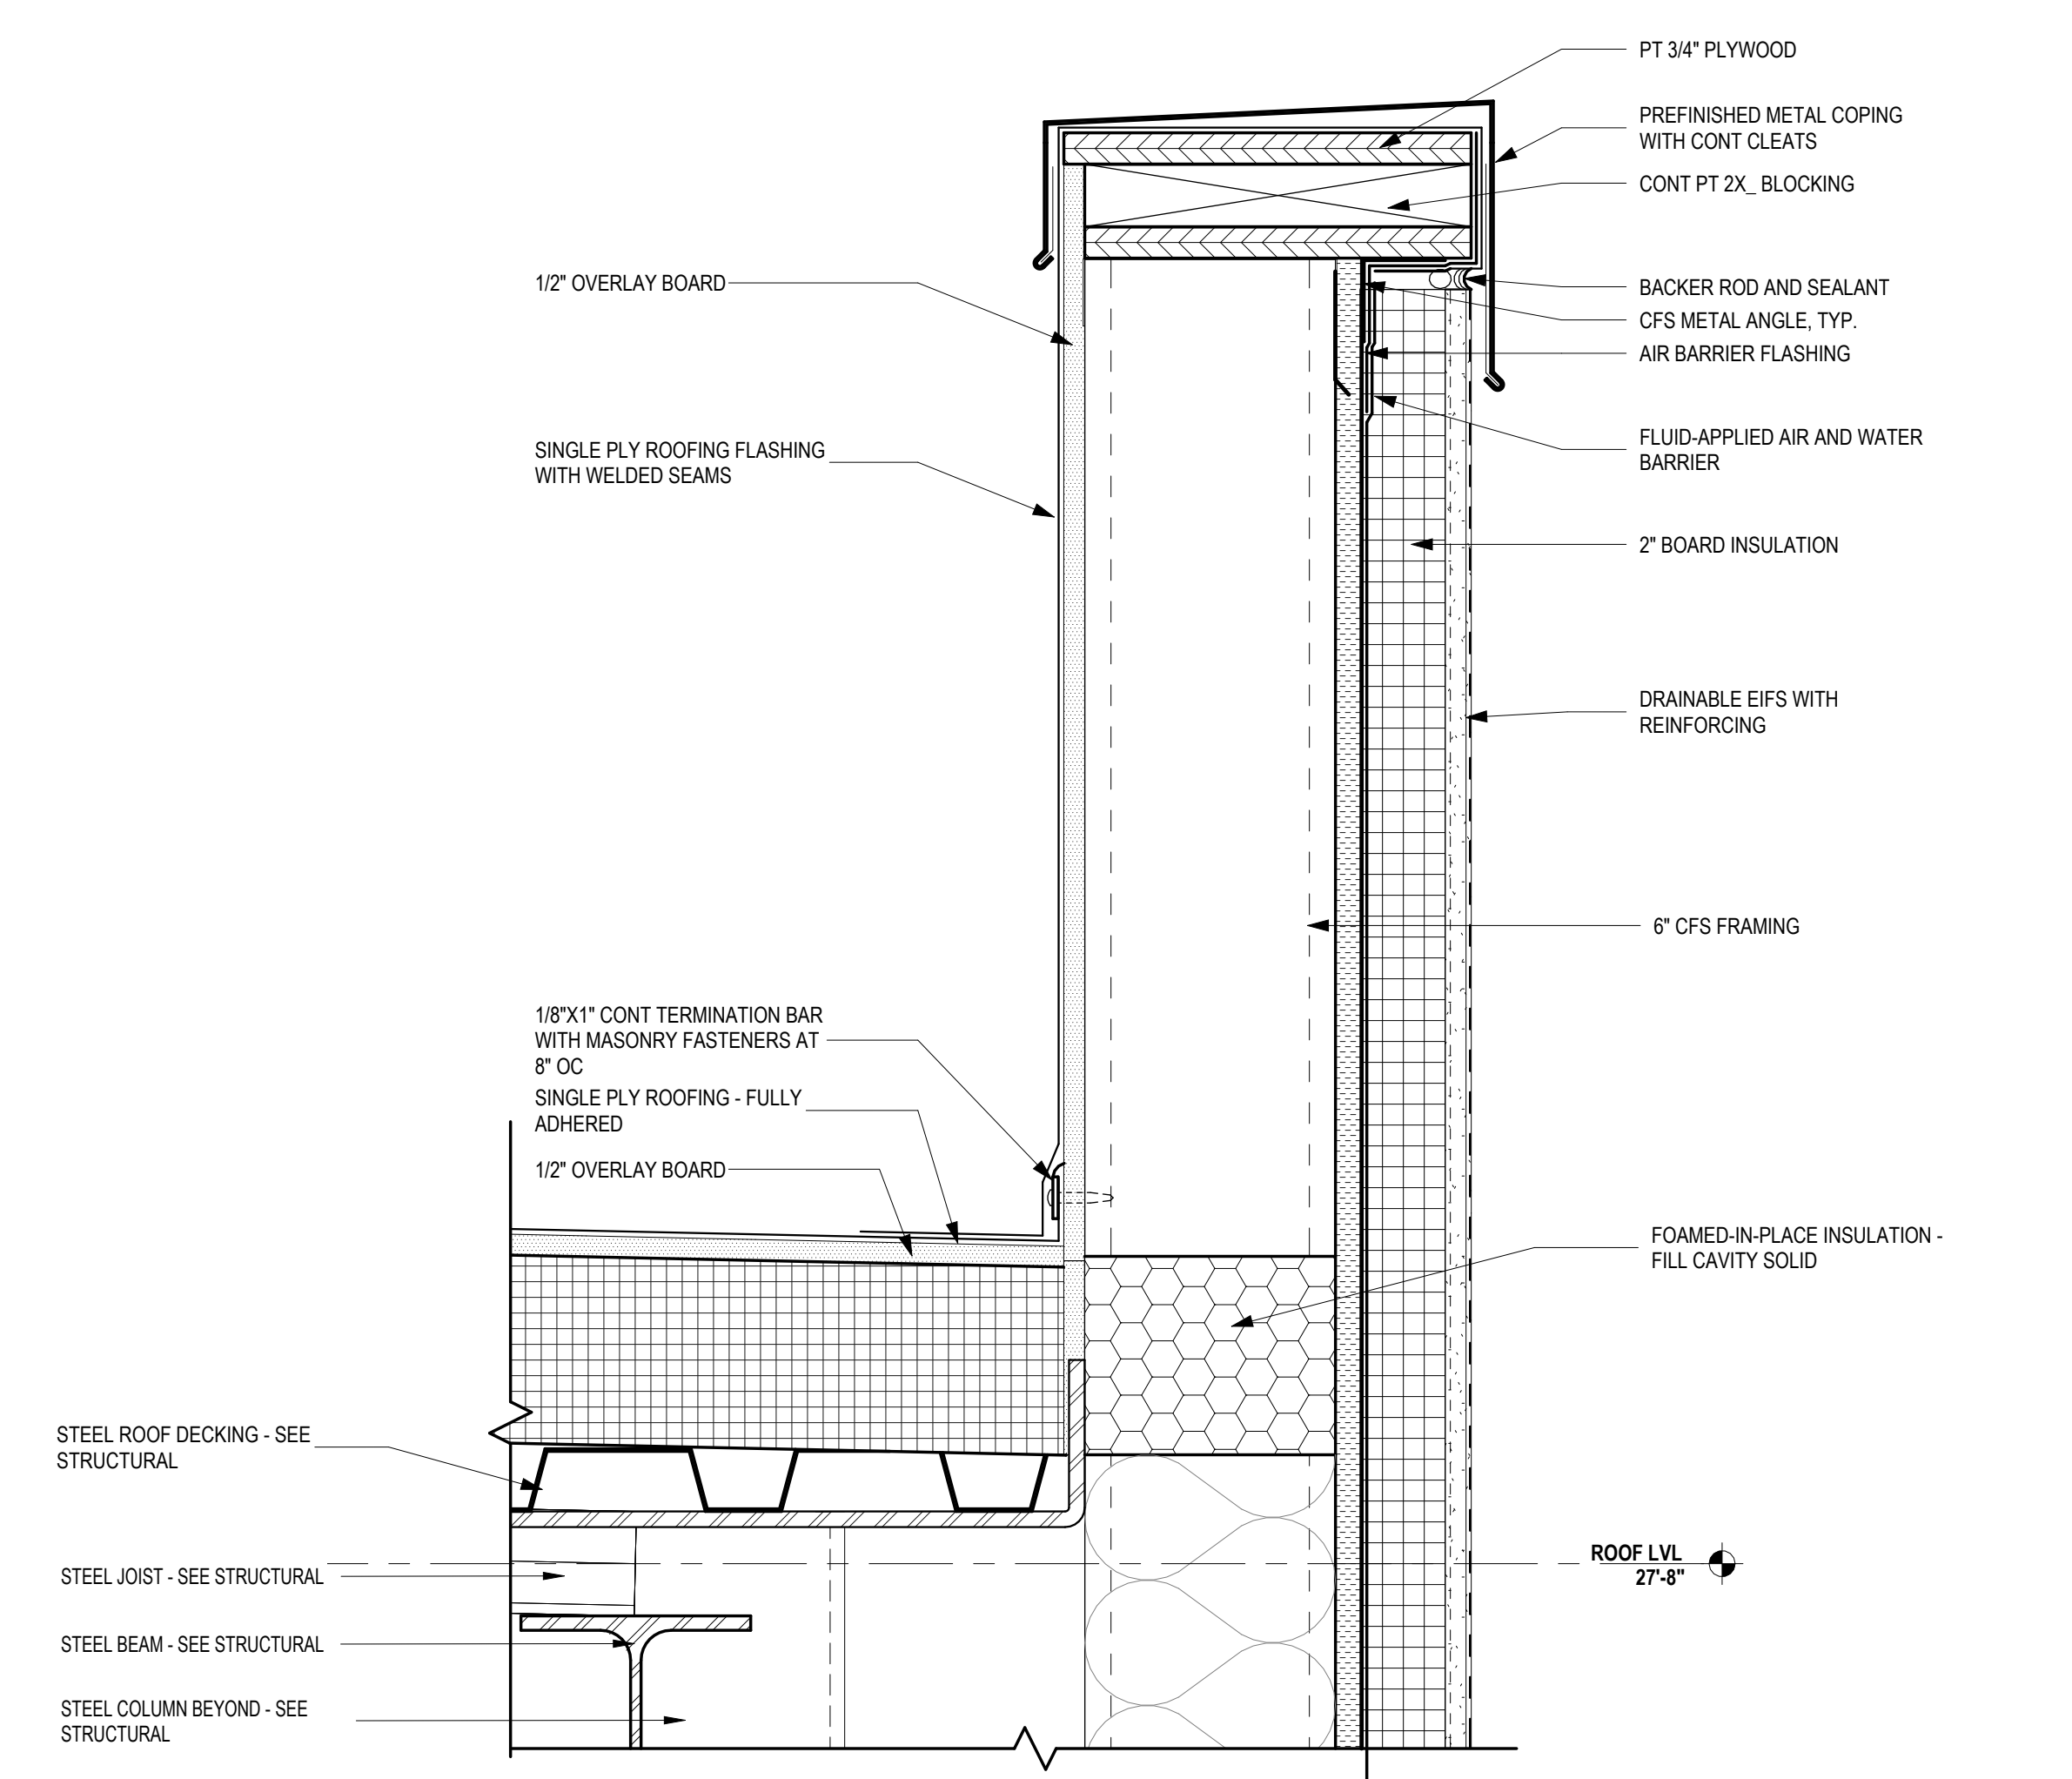 PT 3/4" PLYWOOD
PREFINISHED METAL COPING
WITH CONT CLEATS
CONT PT 2X_ BLOCKING
1/2" OVERLAY BOARD
BACKER ROD AND SEALANT
CFS METAL ANGLE, TYP.
AIR BARRIER FLASHING
SINGLE PLY ROOFING FLASHING
WITH WELDED SEAMS
FLUID-APPLIED AIR AND WATER
BARRIER
2" BOARD INSULATION
DRAINABLE EIFS WITH
REINFORCING
6" CFS FRAMING
1/8"X1" CONT TERMINATION BAR
WITH MASONRY FASTENERS AT
8" OC
SINGLE PLY ROOFING - FULLY
ADHERED
1/2" OVERLAY BOARD
FOAMED-IN-PLACE INSULATION -
FILL CAVITY SOLID
STEEL ROOF DECKING - SEE
STRUCTURAL
ROOF LVL
27'-8"
STEEL JOIST - SEE STRUCTURAL
STEEL BEAM - SEE STRUCTURAL
STEEL COLUMN BEYOND - SEE
STRUCTURAL